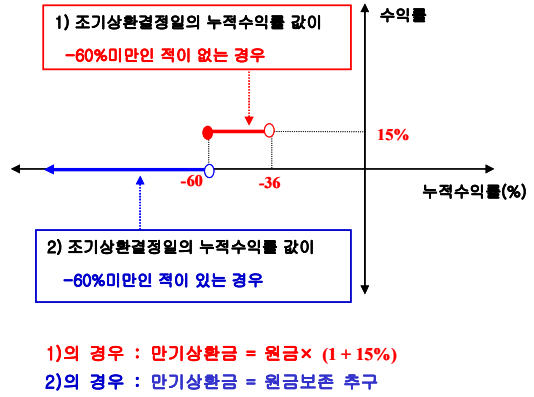 1) 조기상환결정일의 누적수익률 값이
-60%미만인 적이 없는 경우
수익률
15%
-60
-36
누적수익률(%)
2) 조기상환결정일의 누적수익률 값이
-60%미만인 적이 있는 경우
1)의 경우 : 만기상환금 = 원금× (1 + 15%)
2)의 경우 : 만기상환금 = 원금보존 추구